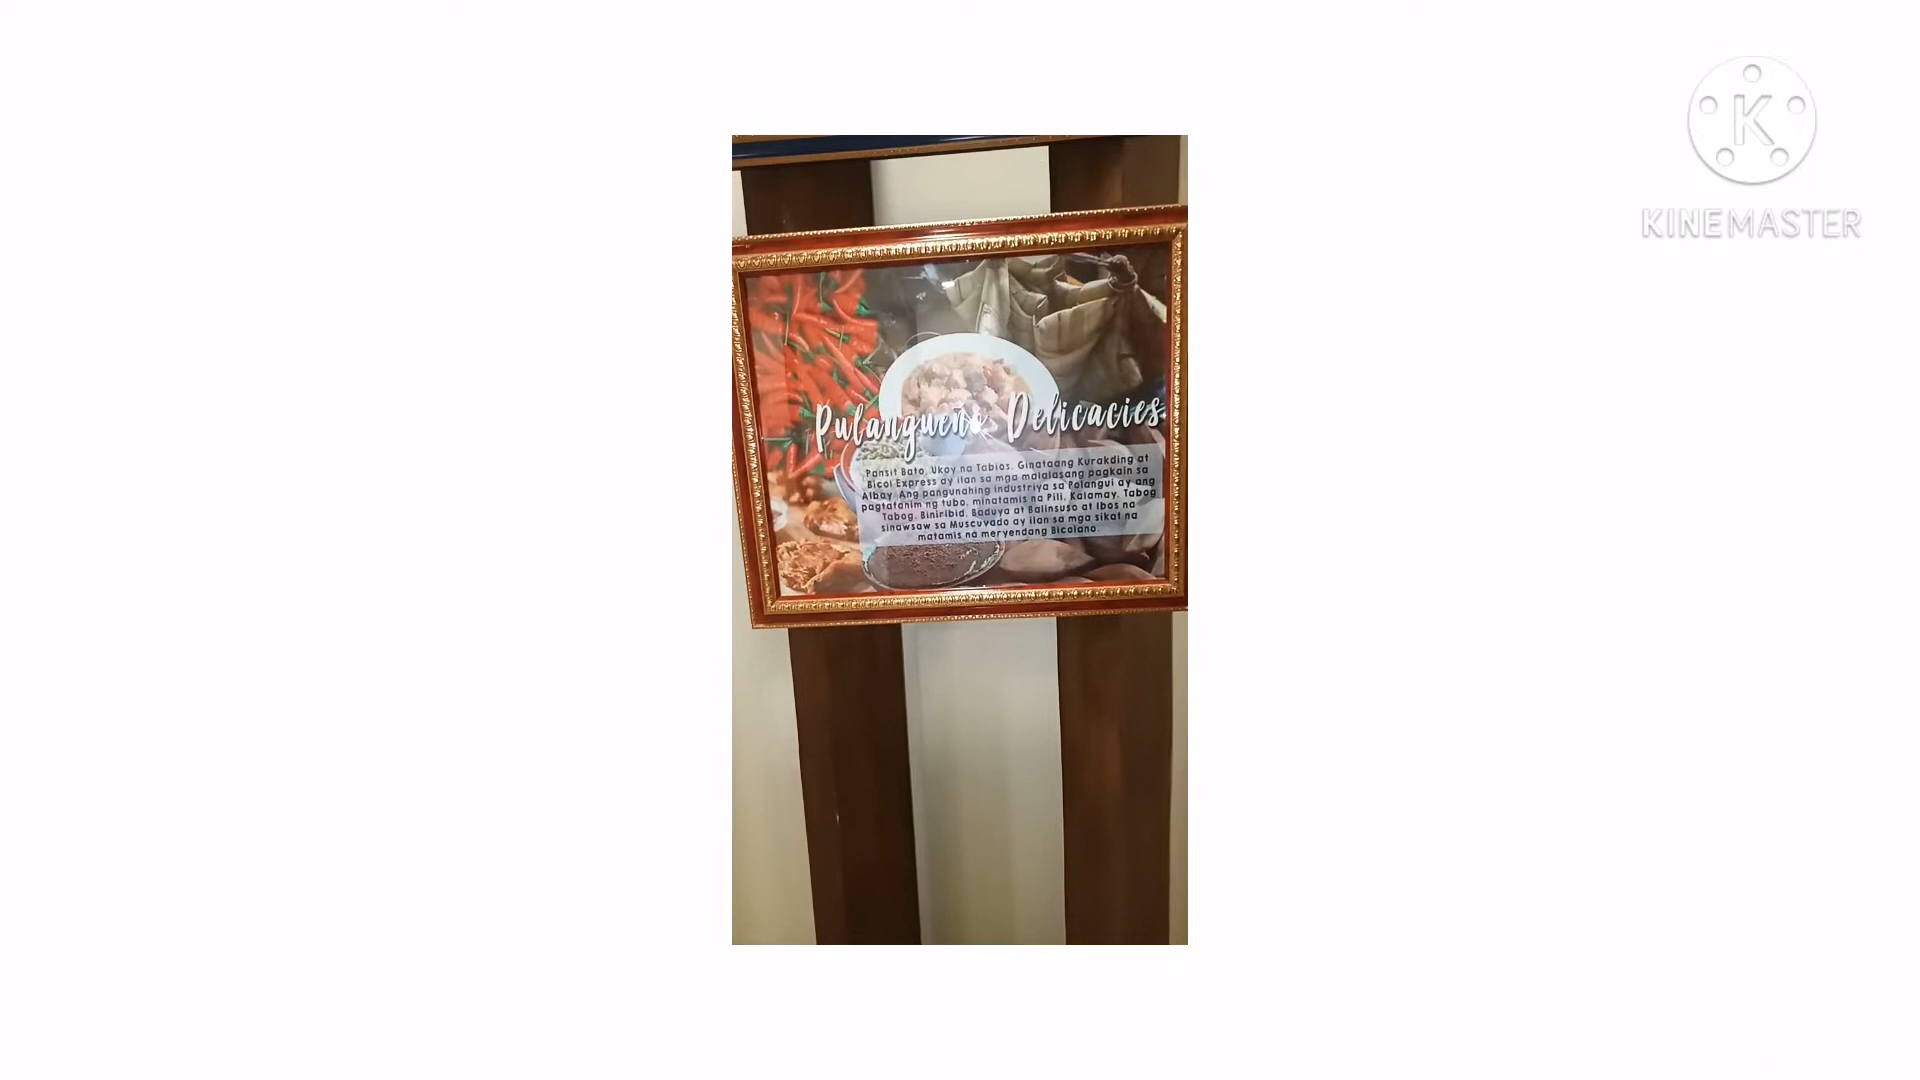 KINEMASTER
Pulangueño Delicacies
Pansit Bato, Ukoy na Tabios, Ginataang Kurakding at
Bicol Express ay ilan sa mga malalasang pagkain sa
Albay. Ang pangunahing industriya sa Polangui ay ang
pagtatanim ng tubo, minatamis na Pili, Kalamay, Tabog
Tabog, Biniribid, Baduya at Balinsuso at Ibos na
sinawsaw sa Muscuvado ay ilan sa mga sikat na
matamis na meryendang Bicolano.